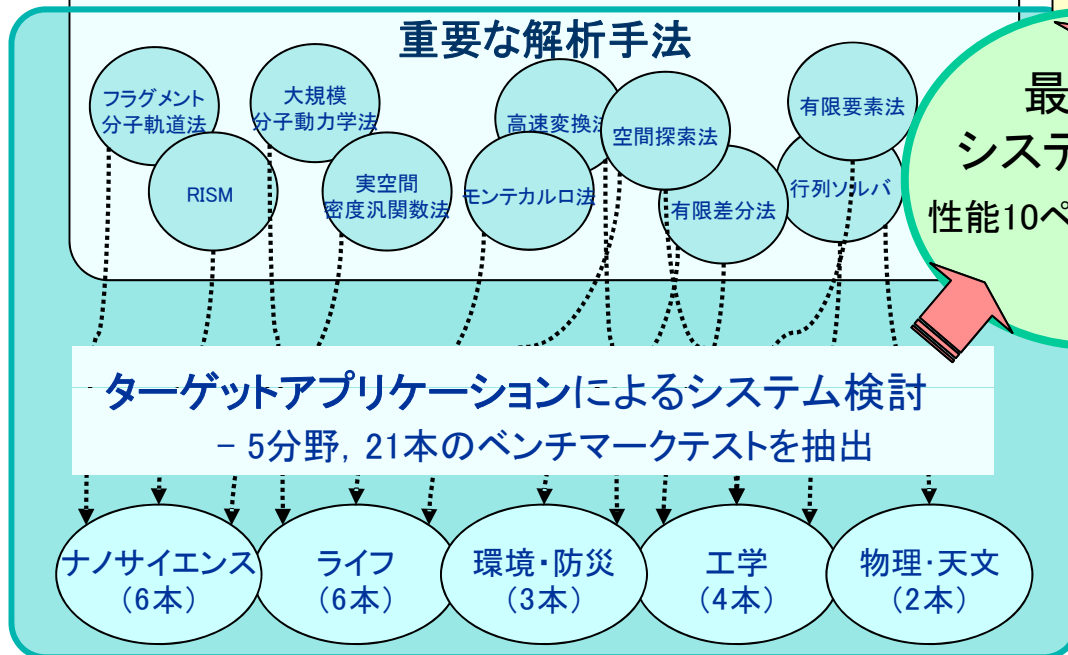 重要な解析手法
フラグメント
分子軌道法
大規模
分子動力学法
高速変換法
空間探索法
有限要素法
RISM
実空間
密度汎関数法
モンテカルロ法
有限差分法
行列ソルバ
最
システ
性能10ペ
ターゲットアプリケーションによるシステム検討
− 5分野, 21本のベンチマークテストを抽出
ナノサイエンス
(6本)
ライフ
(6本)
環境・防災
(3本)
工学
(4本)
物理・天文
(2本)